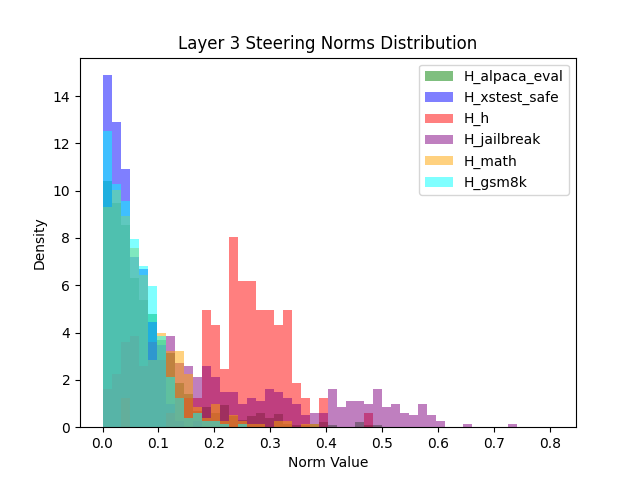 Layer 3 Steering Norms Distribution
H_alpaca_eval
H_xstest_safe
H_h
H_jailbreak
H_math
H_gsm8k
Density
14
12
10
8
6
4
2
0
0.0 0.1 0.2 0.3 0.4 0.5 0.6 0.7 0.8
Norm Value